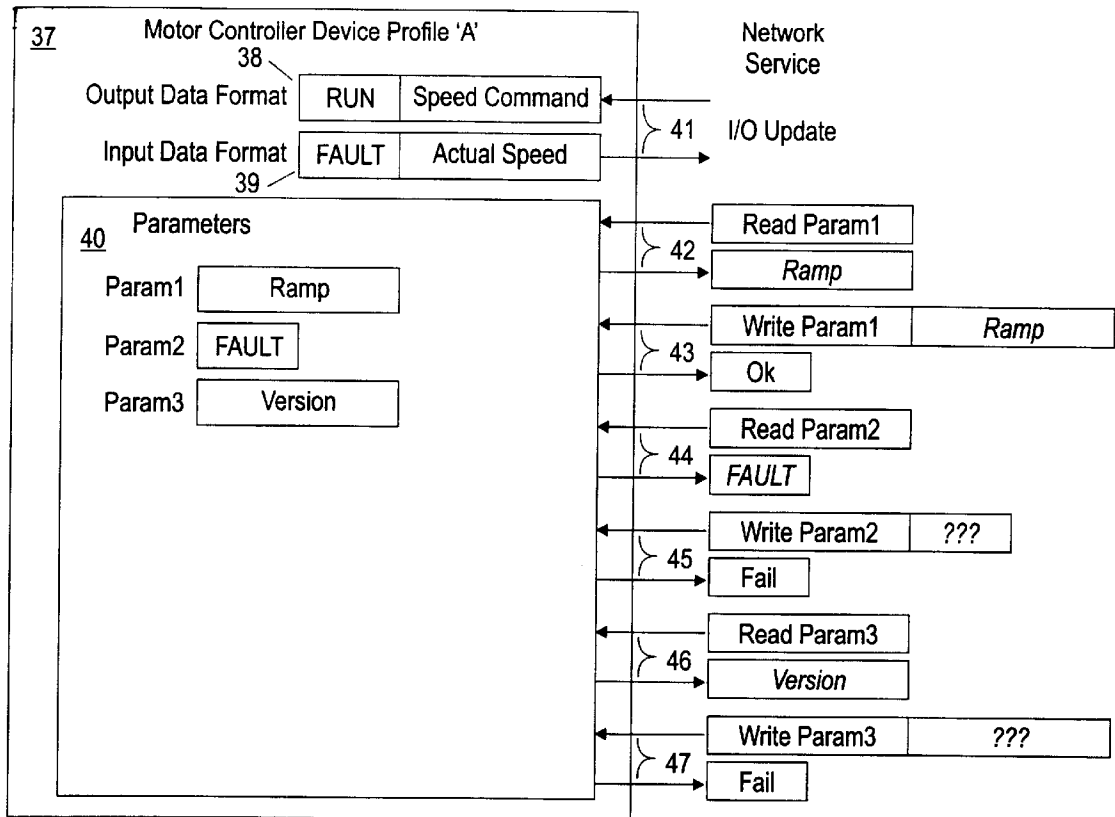 37 Motor Controller Device Profile 'A'
Network
Service
38
Output Data Format RUN Speed Command
41 I/O Update
Input Data Format FAULT Actual Speed
39
40 Parameters
Param1 Ramp
Param2 FAULT
Param3 Version
Read Param1
42
Ramp
Write Param1 Ramp
43
Ok
Read Param2
44
FAULT
Write Param2 ???
45
Fail
Read Param3
46
Version
Write Param3 ???
47
Fail